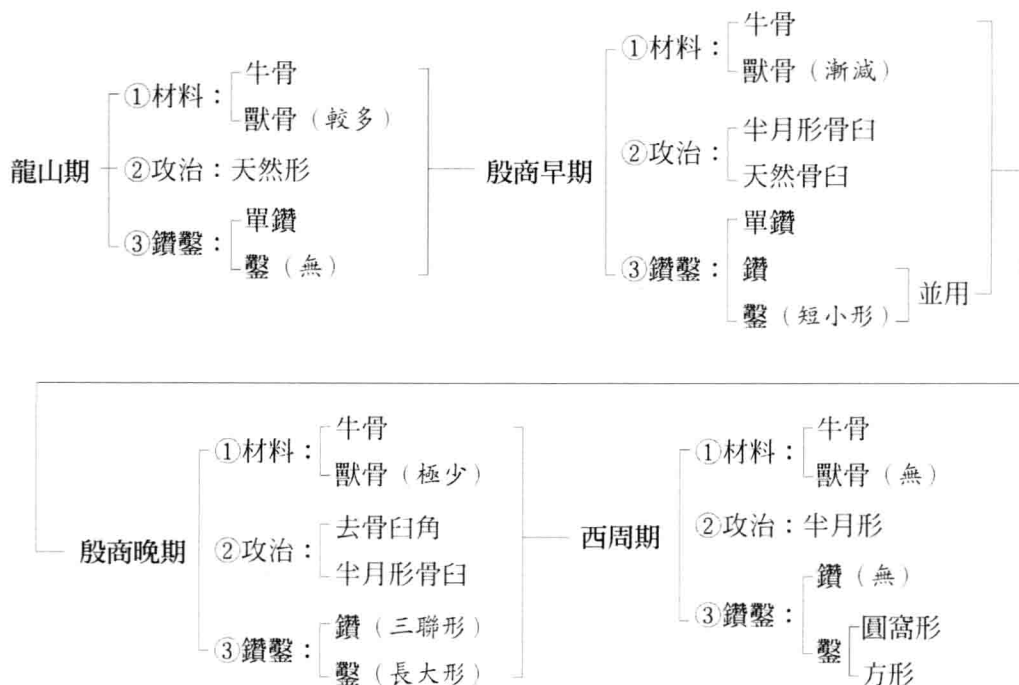 龍山期
①材料：
牛骨
獸骨（較多）
②攻治：天然形
③鑽鑿：
單鑽
鑿（無）
殷商早期
①材料：
牛骨
獸骨（漸減）
②攻治：
半月形骨臼
天然骨臼
③鑽鑿：
單鑽
鑽
鑿（短小形）
並用
殷商晚期
①材料：
牛骨
獸骨（極少）
②攻治：
去骨臼角
半月形骨臼
③鑽鑿：
鑽（三聯形）
鑿（長大形）
西周期
①材料：
牛骨
獸骨（無）
②攻治：半月形
③鑽鑿：
鑽（無）
鑿
圓窩形
方形